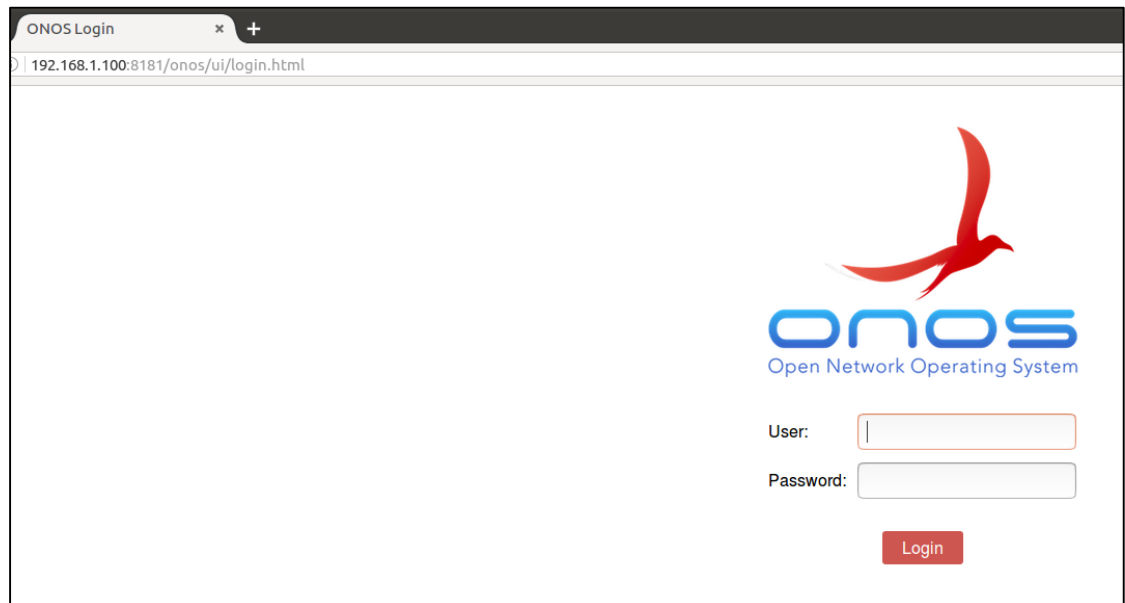 ONOS Login
192.168.1.100:8181/onos/ui/login.html
onos
Open Network Operating System
User:
Password:
Login